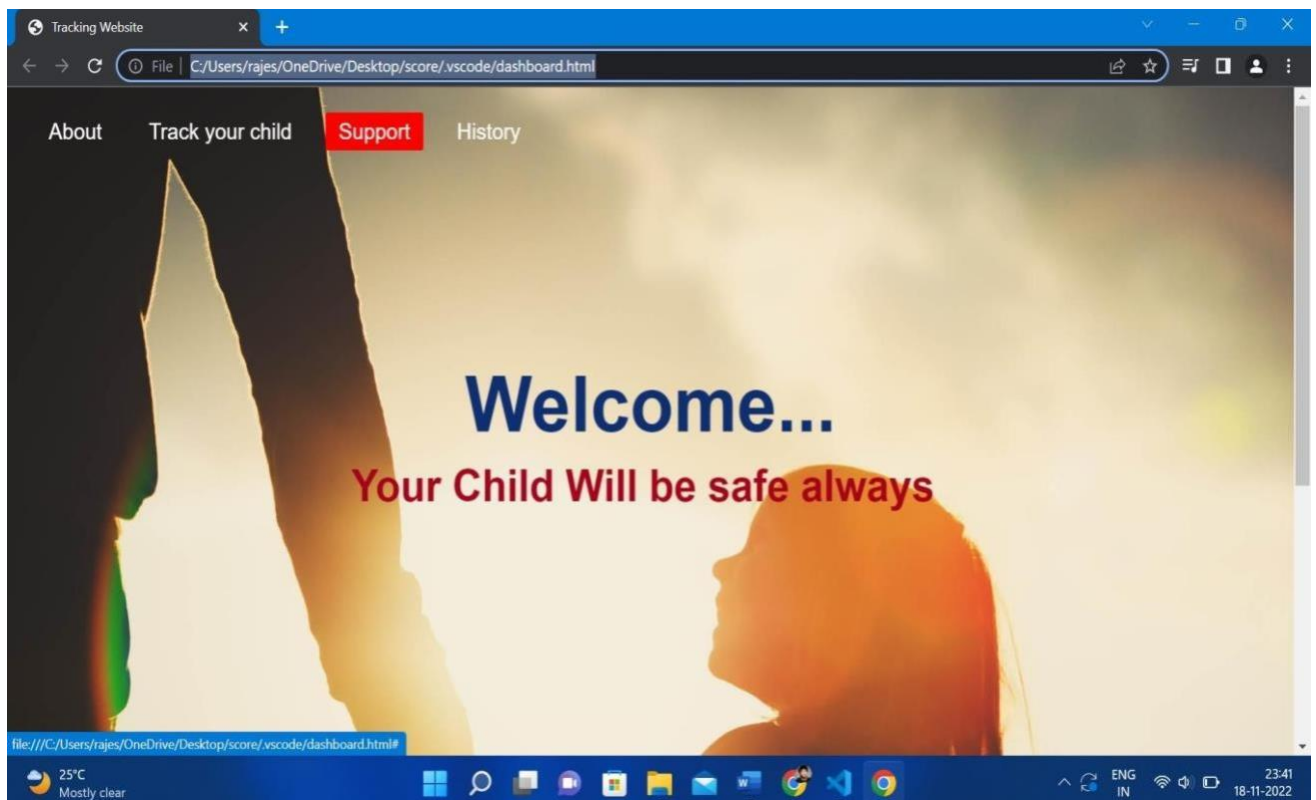 Tracking Website
File | C:/Users/rajes/OneDrive/Desktop/score/.vscode/dashboard.html
About Track your child Support History
Welcome...
Your Child Will be safe always
file:///C:/Users/rajes/OneDrive/Desktop/score/.vscode/dashboard.html#
25°C
Mostly clear
ENG
IN
23:41
18-11-2022